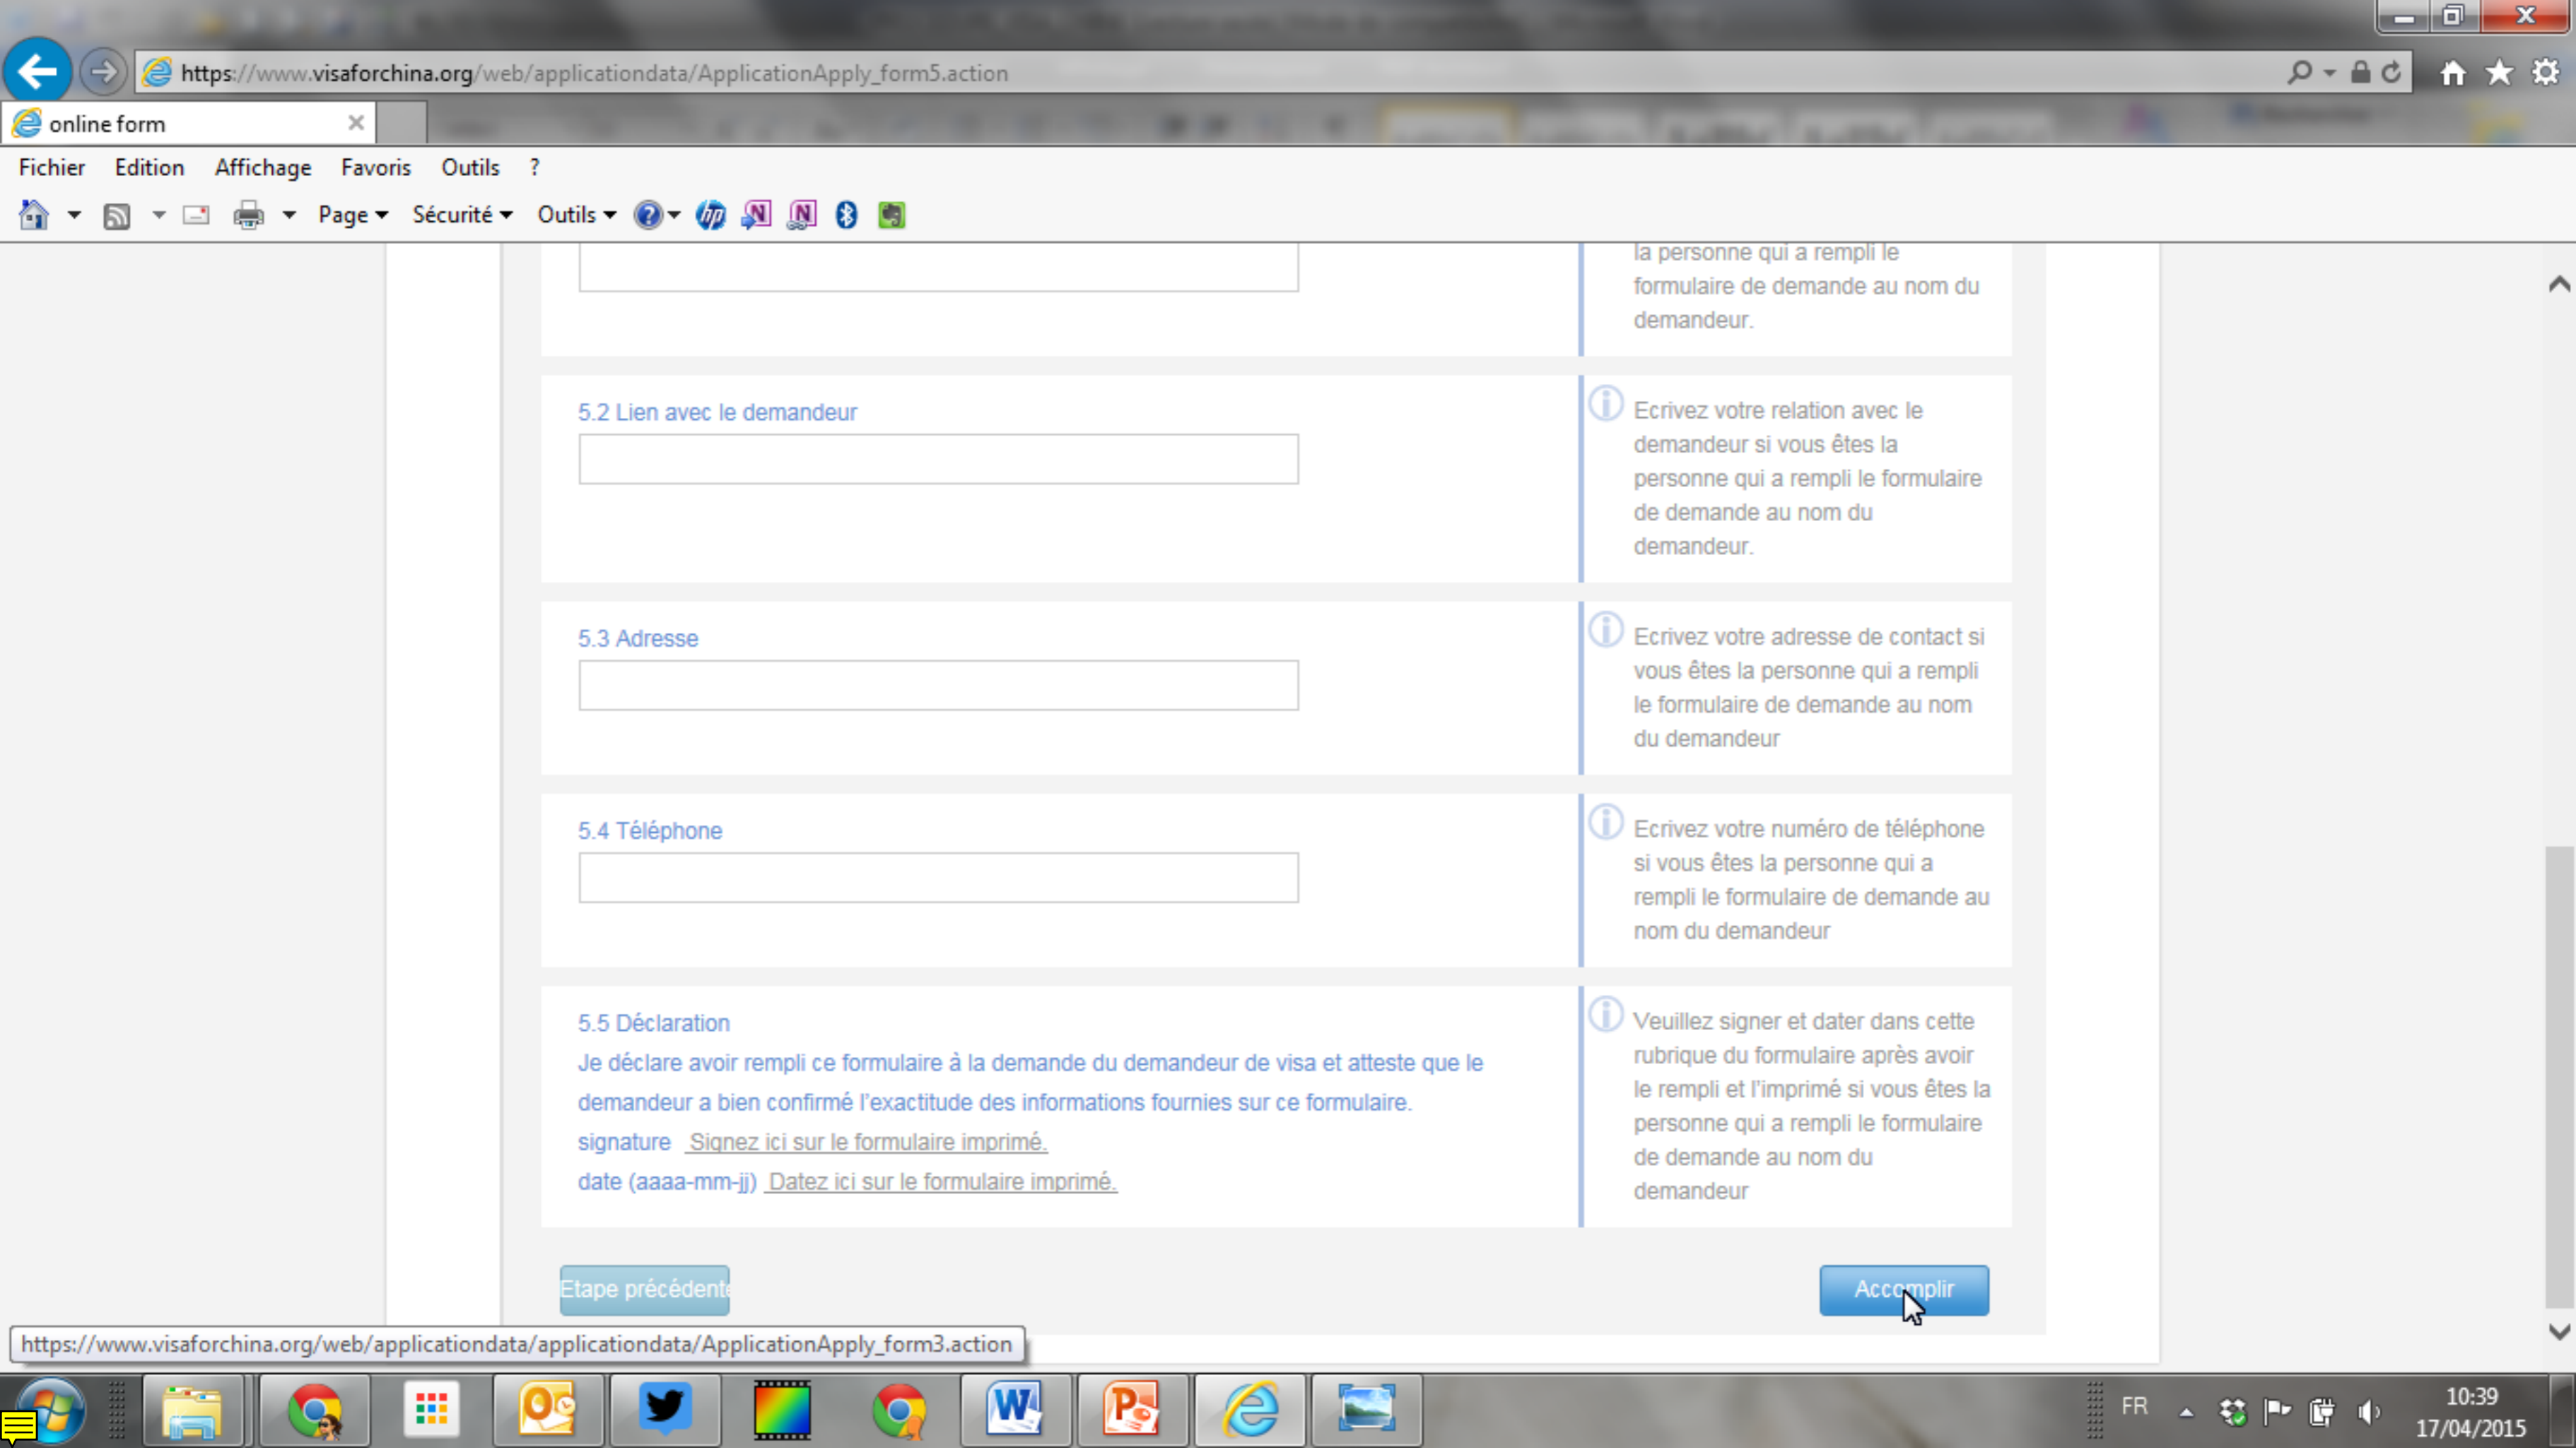 https://www.visaforchina.org/web/applicationdata/ApplicationApply_form5.action
online form
Fichier Edition Affichage Favoris Outils ?
Page Sécurité Outils
la personne qui a rempli le
formulaire de demande au nom du
demandeur.
5.2 Lien avec le demandeur
Ecrivez votre relation avec le
demandeur si vous êtes la
personne qui a rempli le formulaire
de demande au nom du
demandeur.
5.3 Adresse
Ecrivez votre adresse de contact si
vous êtes la personne qui a rempli
le formulaire de demande au nom
du demandeur
5.4 Téléphone
Ecrivez votre numéro de téléphone
si vous êtes la personne qui a
rempli le formulaire de demande au
nom du demandeur
5.5 Déclaration
Je déclare avoir rempli ce formulaire à la demande du demandeur de visa et atteste que le
demandeur a bien confirmé l'exactitude des informations fournies sur ce formulaire.
signature Signez ici sur le formulaire imprimé.
date (aaaa-mm-jj) Datez ici sur le formulaire imprimé.
Veuillez signer et dater dans cette
rubrique du formulaire après avoir
le rempli et l'imprimé si vous êtes la
personne qui a rempli le formulaire
de demande au nom du
demandeur
Etape précédente
Accomplir
https://www.visaforchina.org/web/applicationdata/applicationdata/ApplicationApply_form3.action
FR
10:39
17/04/2015